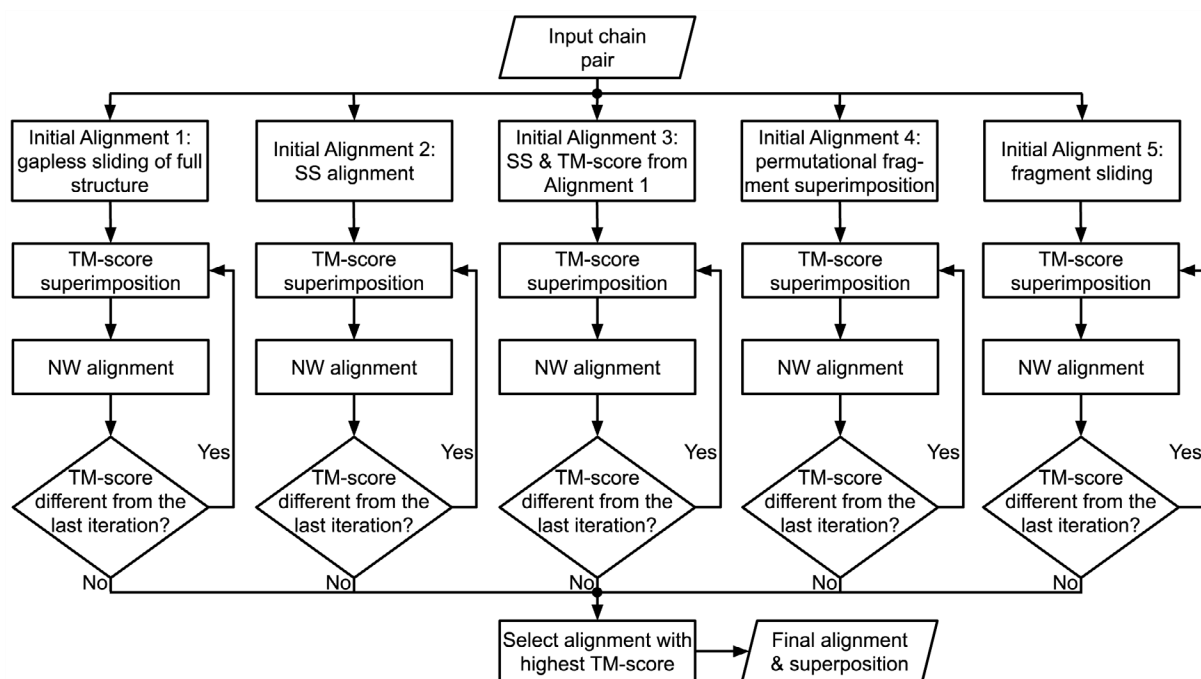 Input chain
pair
Initial Alignment 1:
gapless sliding of full
structure
Initial Alignment 2:
SS alignment
Initial Alignment 3:
SS & TM-score from
Alignment 1
Initial Alignment 4:
permutational frag-
ment superimposition
Initial Alignment 5:
fragment sliding
TM-score
superimposition
TM-score
superimposition
TM-score
superimposition
TM-score
superimposition
TM-score
superimposition
NW alignment
NW alignment
NW alignment
NW alignment
NW alignment
TM-score
different from the
last iteration?
Yes
TM-score
different from the
last iteration?
Yes
TM-score
different from the
last iteration?
Yes
TM-score
different from the
last iteration?
Yes
TM-score
different from the
last iteration?
Yes
No
No
No
No
No
Select alignment with
highest TM-score
Final alignment
& superposition